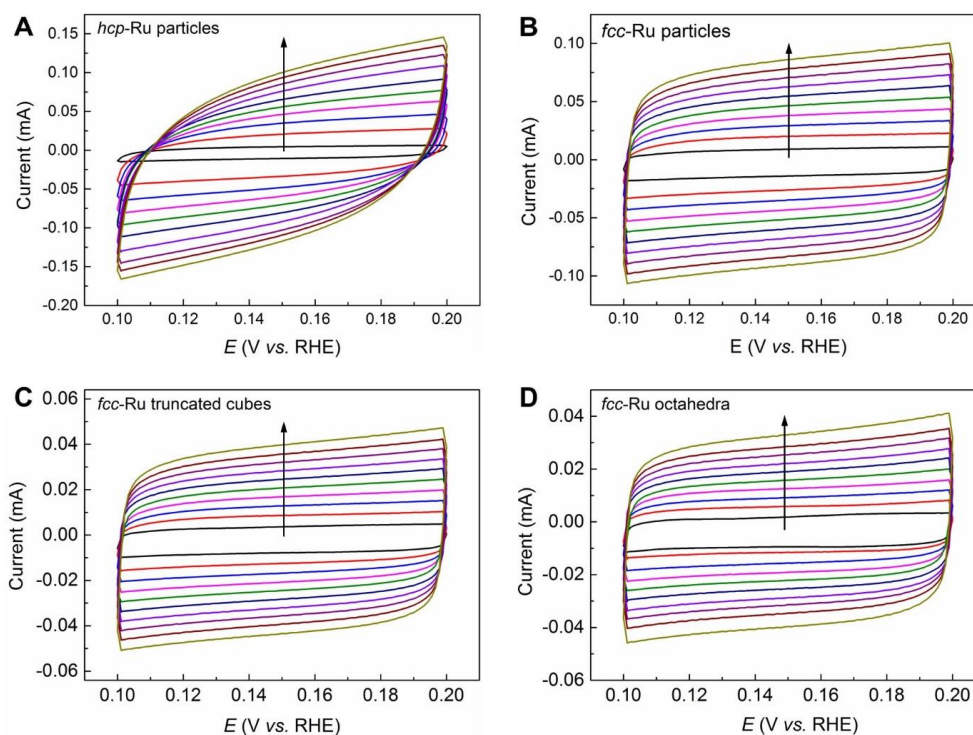 A
hcp-Ru particles
Current (mA)
0.15
0.10
0.05
0.00
-0.05
-0.10
-0.15
-0.20
0.10 0.12 0.14 0.16 0.18 0.20
E (V vs. RHE)
B
fcc-Ru particles
Current (mA)
0.10
0.05
0.00
-0.05
-0.10
0.10 0.12 0.14 0.16 0.18 0.20
E (V vs. RHE)
C
fcc-Ru truncated cubes
Current (mA)
0.06
0.04
0.02
0.00
-0.02
-0.04
-0.06
0.10 0.12 0.14 0.16 0.18 0.20
E (V vs. RHE)
D
fcc-Ru octahedra
Current (mA)
0.04
0.02
0.00
-0.02
-0.04
-0.06
0.10 0.12 0.14 0.16 0.18 0.20
E (V vs. RHE)